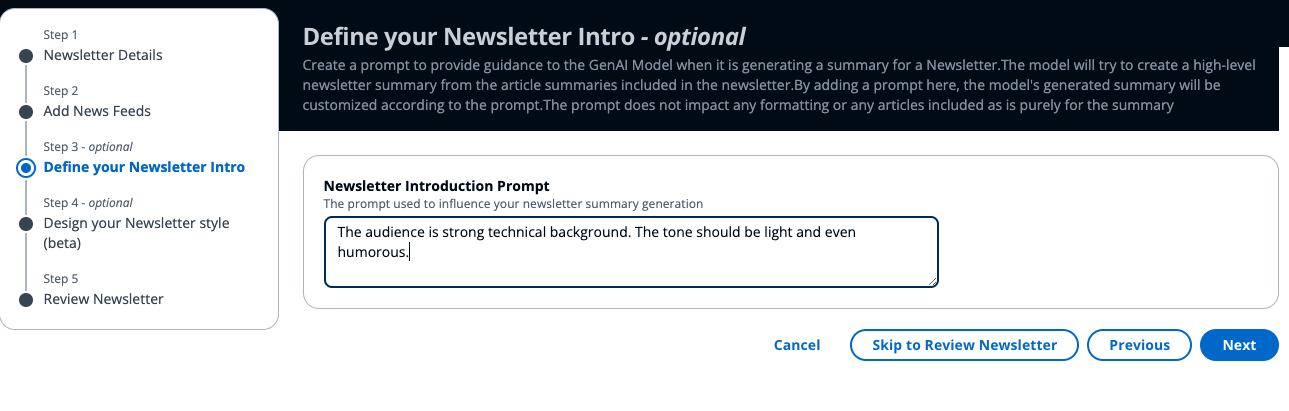 Step 1
Newsletter Details
Step 2
Add News Feeds
Step 3 - optional
Define your Newsletter Intro
Step 4 - optional
Design your Newsletter style
(beta)
Step 5
Review Newsletter
Define your Newsletter Intro - optional
Create a prompt to provide guidance to the GenAI Model when it is generating a summary for a Newsletter.The model will try to create a high-level
newsletter summary from the article summaries included in the newsletter.By adding a prompt here, the model's generated summary will be
customized according to the prompt.The prompt does not impact any formatting or any articles included as is purely for the summary
Newsletter Introduction Prompt
The prompt used to influence your newsletter summary generation
The audience is strong technical background. The tone should be light and even
humorous.
Cancel
Skip to Review Newsletter
Previous
Next